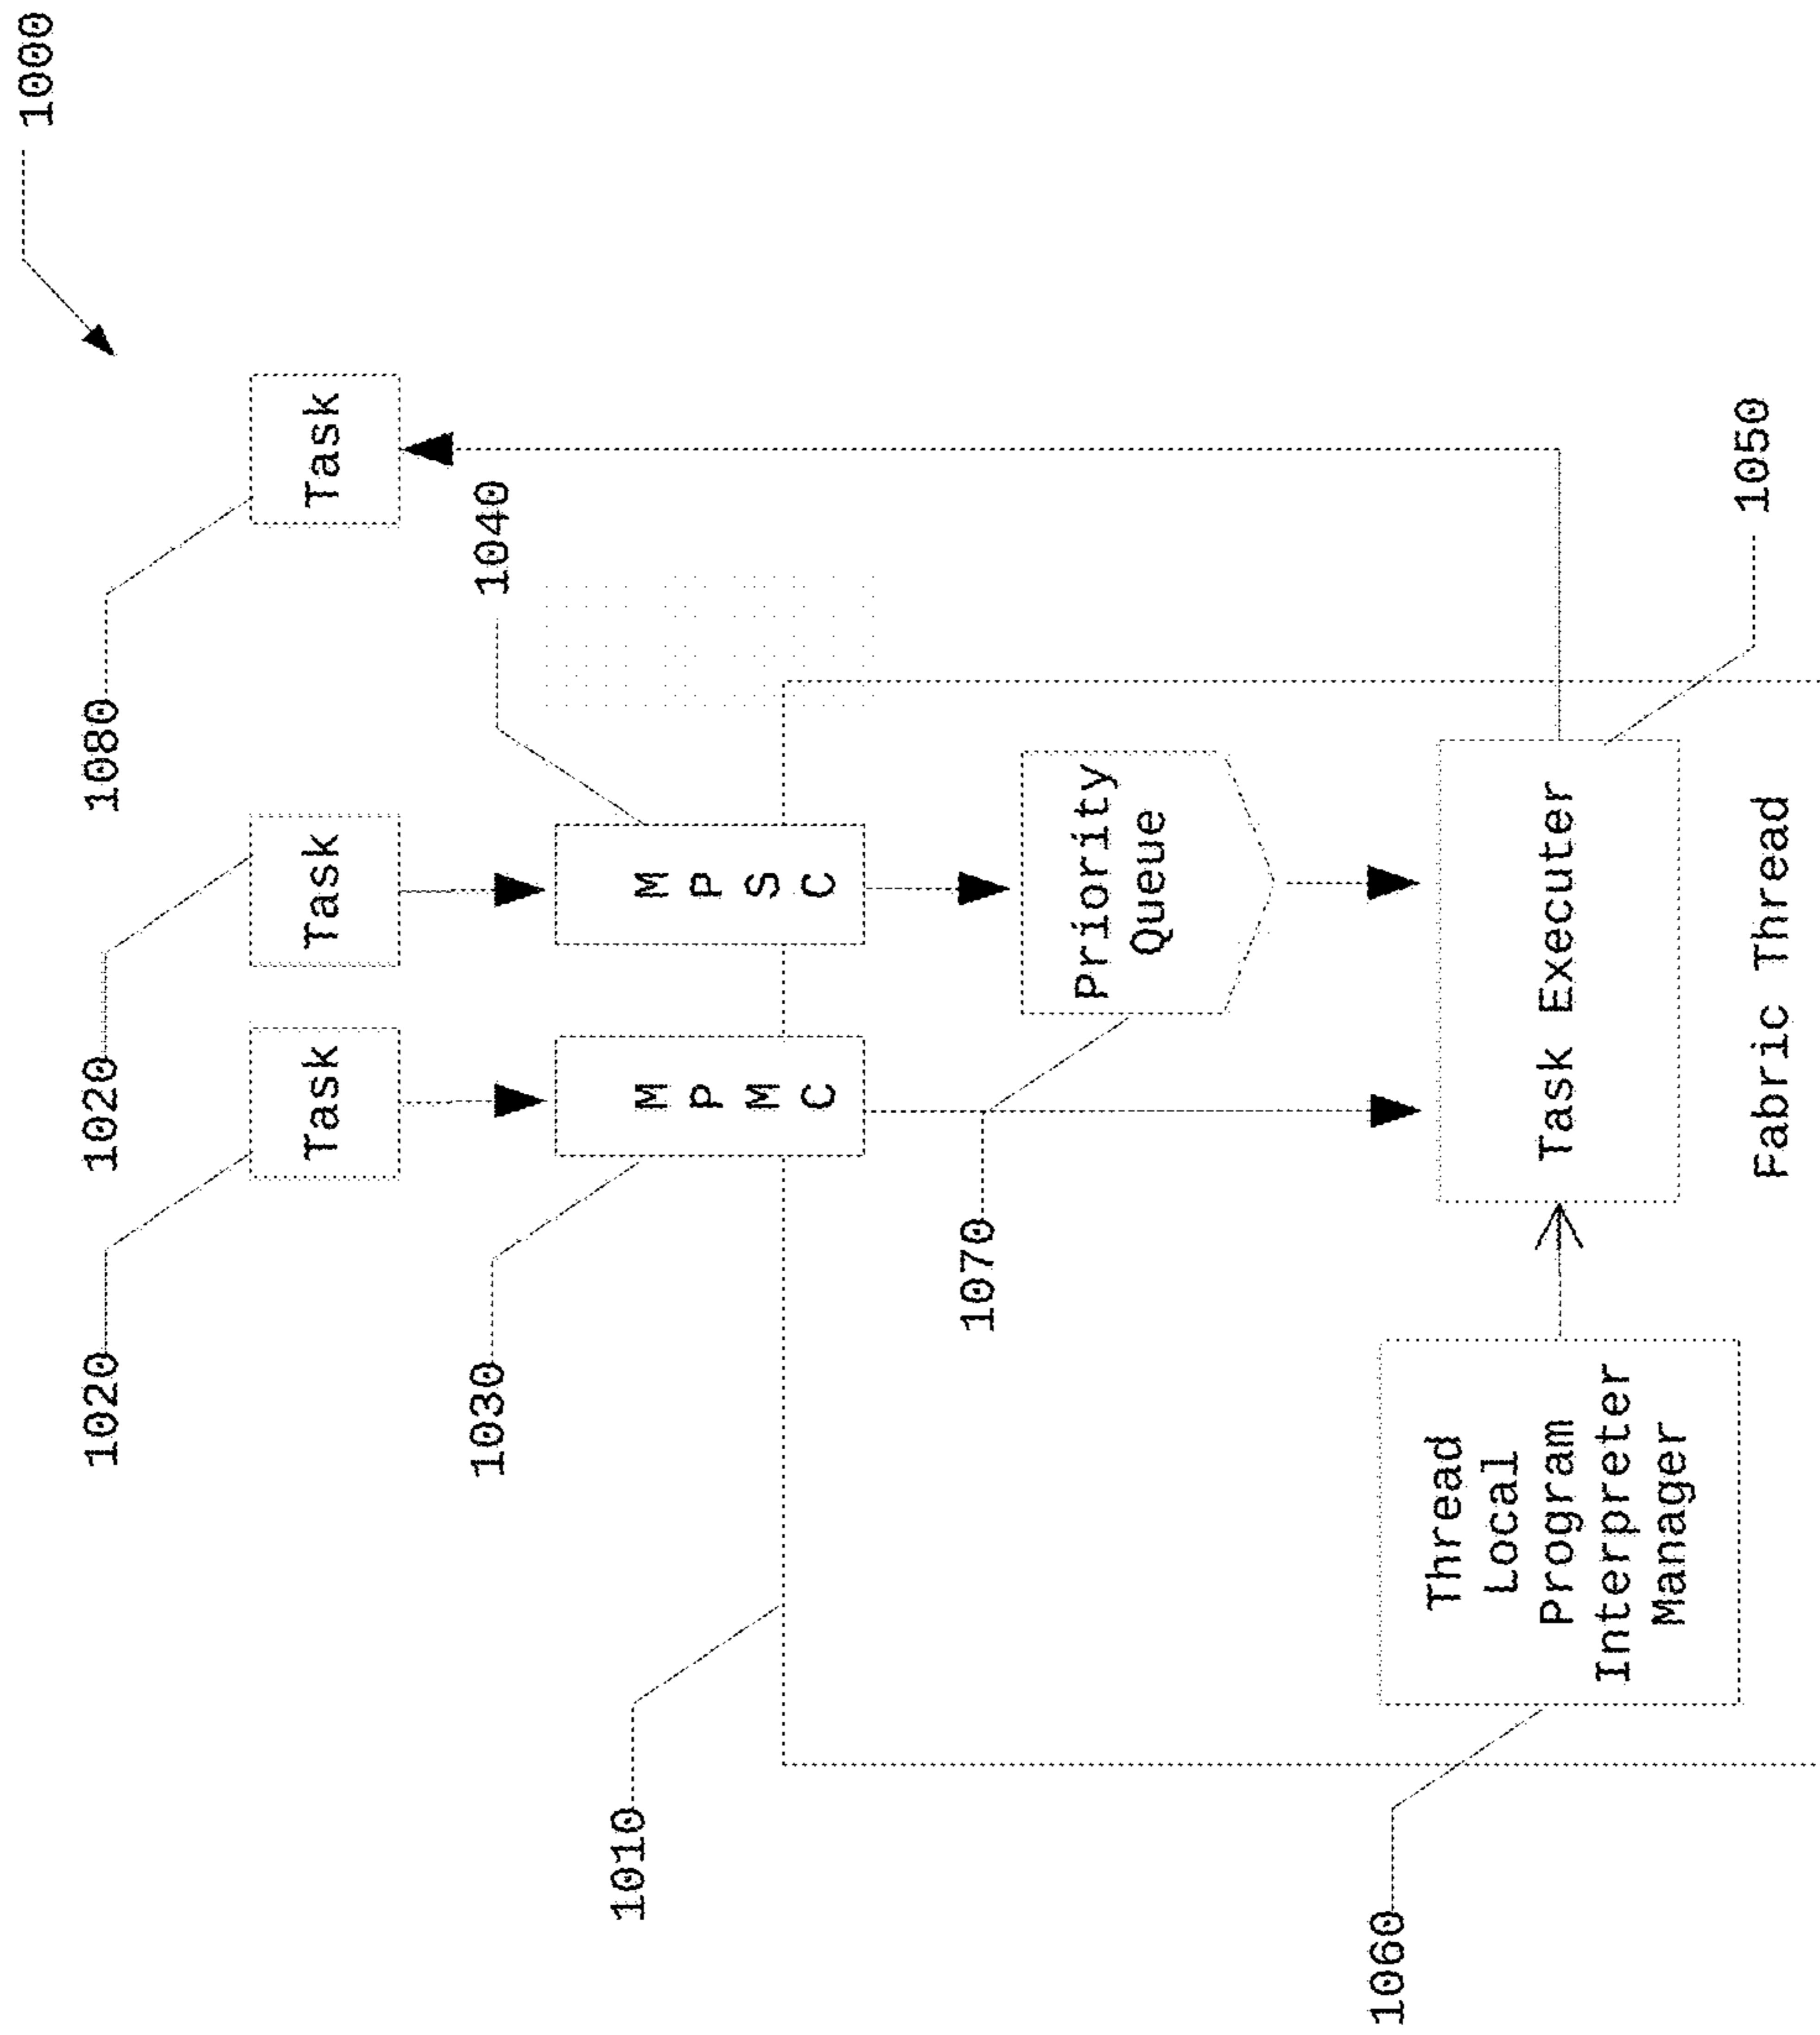 1000
1020
1020
1080
Task
Task
Task
1030
1040
1010
M
P
M
C
M
P
S
C
1070
Priority
Queue
1060
Thread
Local
Program
Interpreter
Manager
Task Executer
1050
Fabric Thread